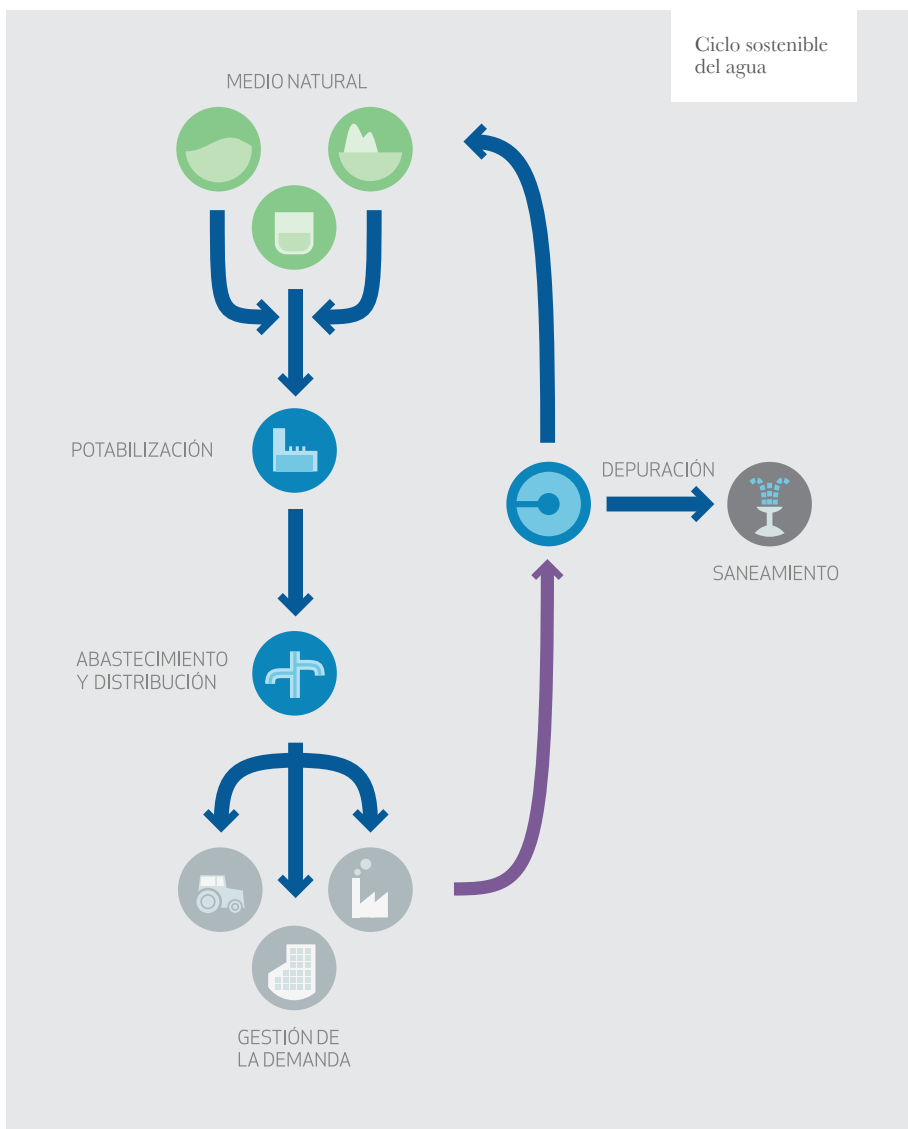 Ciclo sostenible
del agua
MEDIO NATURAL
POTABILIZACIÓN
DEPURACIÓN
SANEAMIENTO
ABASTECIMIENTO
Y DISTRIBUCIÓN
GESTIÓN DE
LA DEMANDA